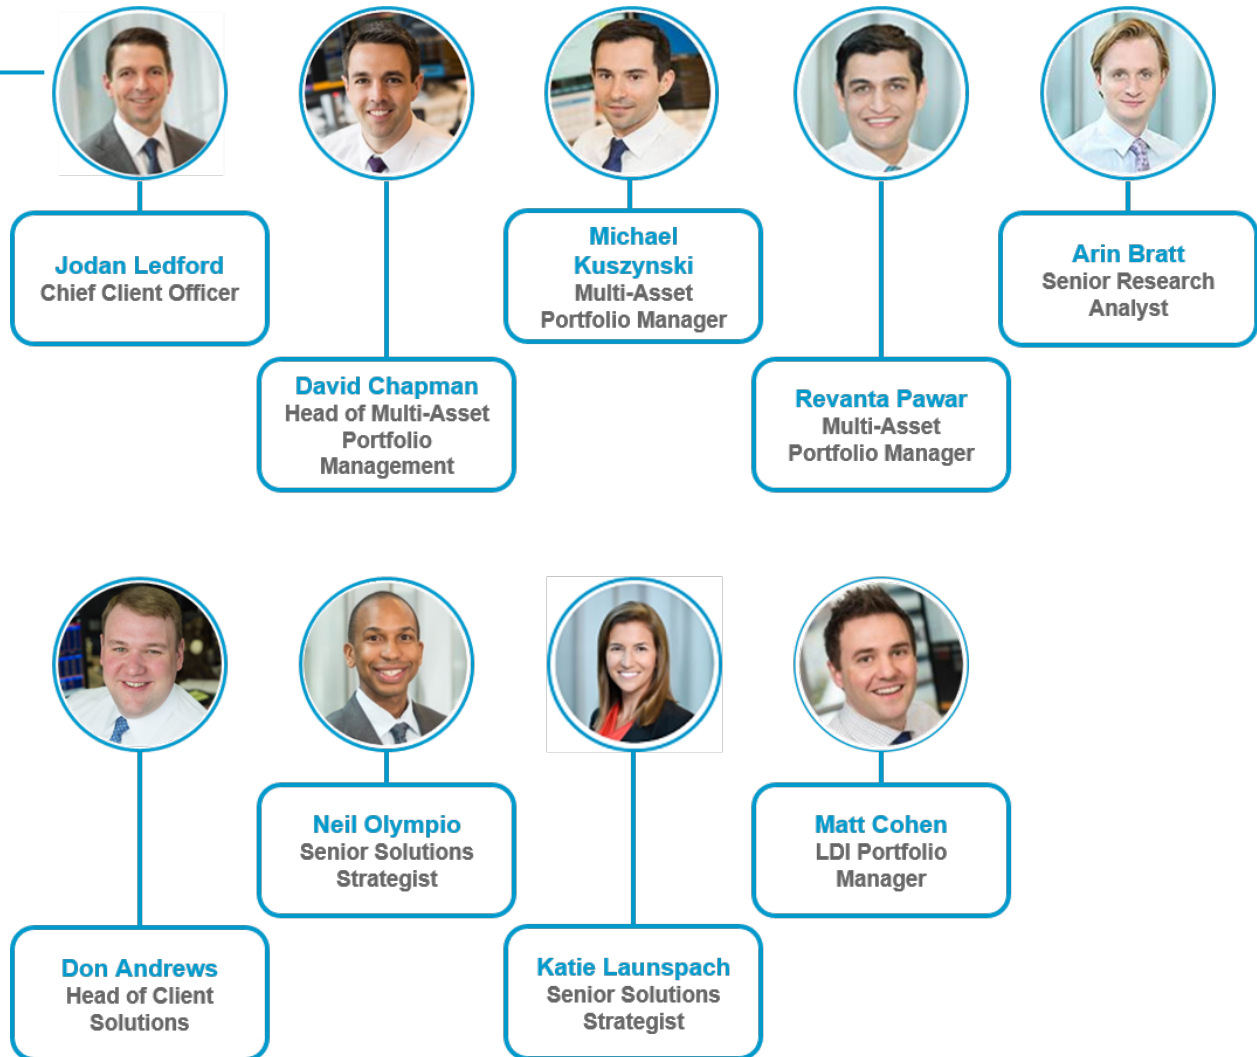 Jodan Ledford
Chief Client Officer
David Chapman
Head of Multi-Asset
Portfolio
Management
Michael
Kuszynski
Multi-Asset
Portfolio Manager
Revanta Pawar
Multi-Asset
Portfolio Manager
Arin Bratt
Senior Research
Analyst
Don Andrews
Head of Client
Solutions
Neil Olympio
Senior Solutions
Strategist
Katie Launspach
Senior Solutions
Strategist
Matt Cohen
LDI Portfolio
Manager